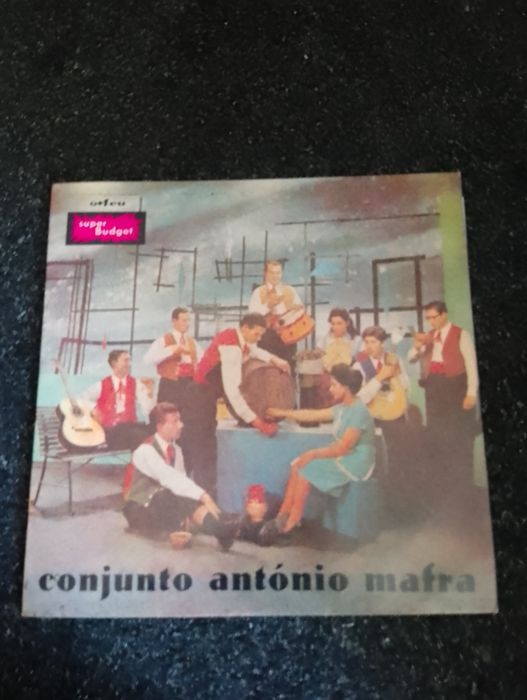 orfeu
super
Budget
conjunto antónio mafra